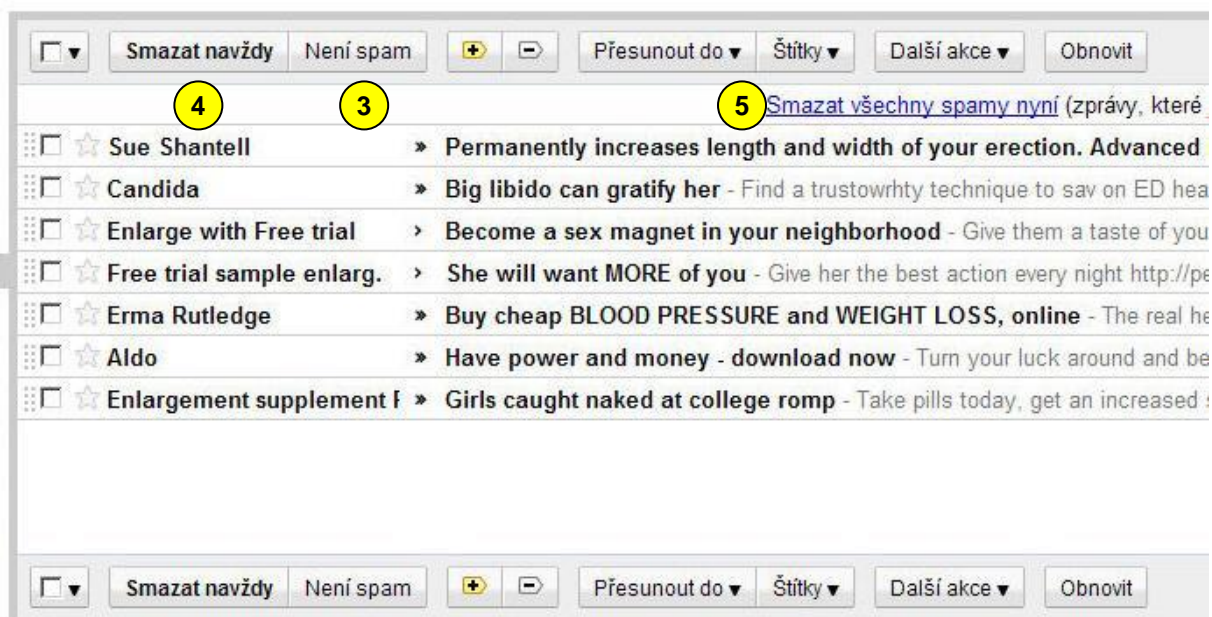 Smazat navždy Není spam Přesunout do Štítky Další akce Obnovit
4 3 5 Smazat všechny spamy nyní (zprávy, které
Sue Shantell » Permanently increases length and width of your erection. Advanced
Candida » Big libido can gratify her - Find a trustowrhty technique to sav on ED hea
Enlarge with Free trial › Become a sex magnet in your neighborhood - Give them a taste of you
Free trial sample enlarg. › She will want MORE of you - Give her the best action every night http://pe
Erma Rutledge » Buy cheap BLOOD PRESSURE and WEIGHT LOSS, online - The real he
Aldo » Have power and money - download now - Turn your luck around and be
Enlargement supplement » Girls caught naked at college romp - Take pills today, get an increased
Smazat navždy Není spam Přesunout do Štítky Další akce Obnovit